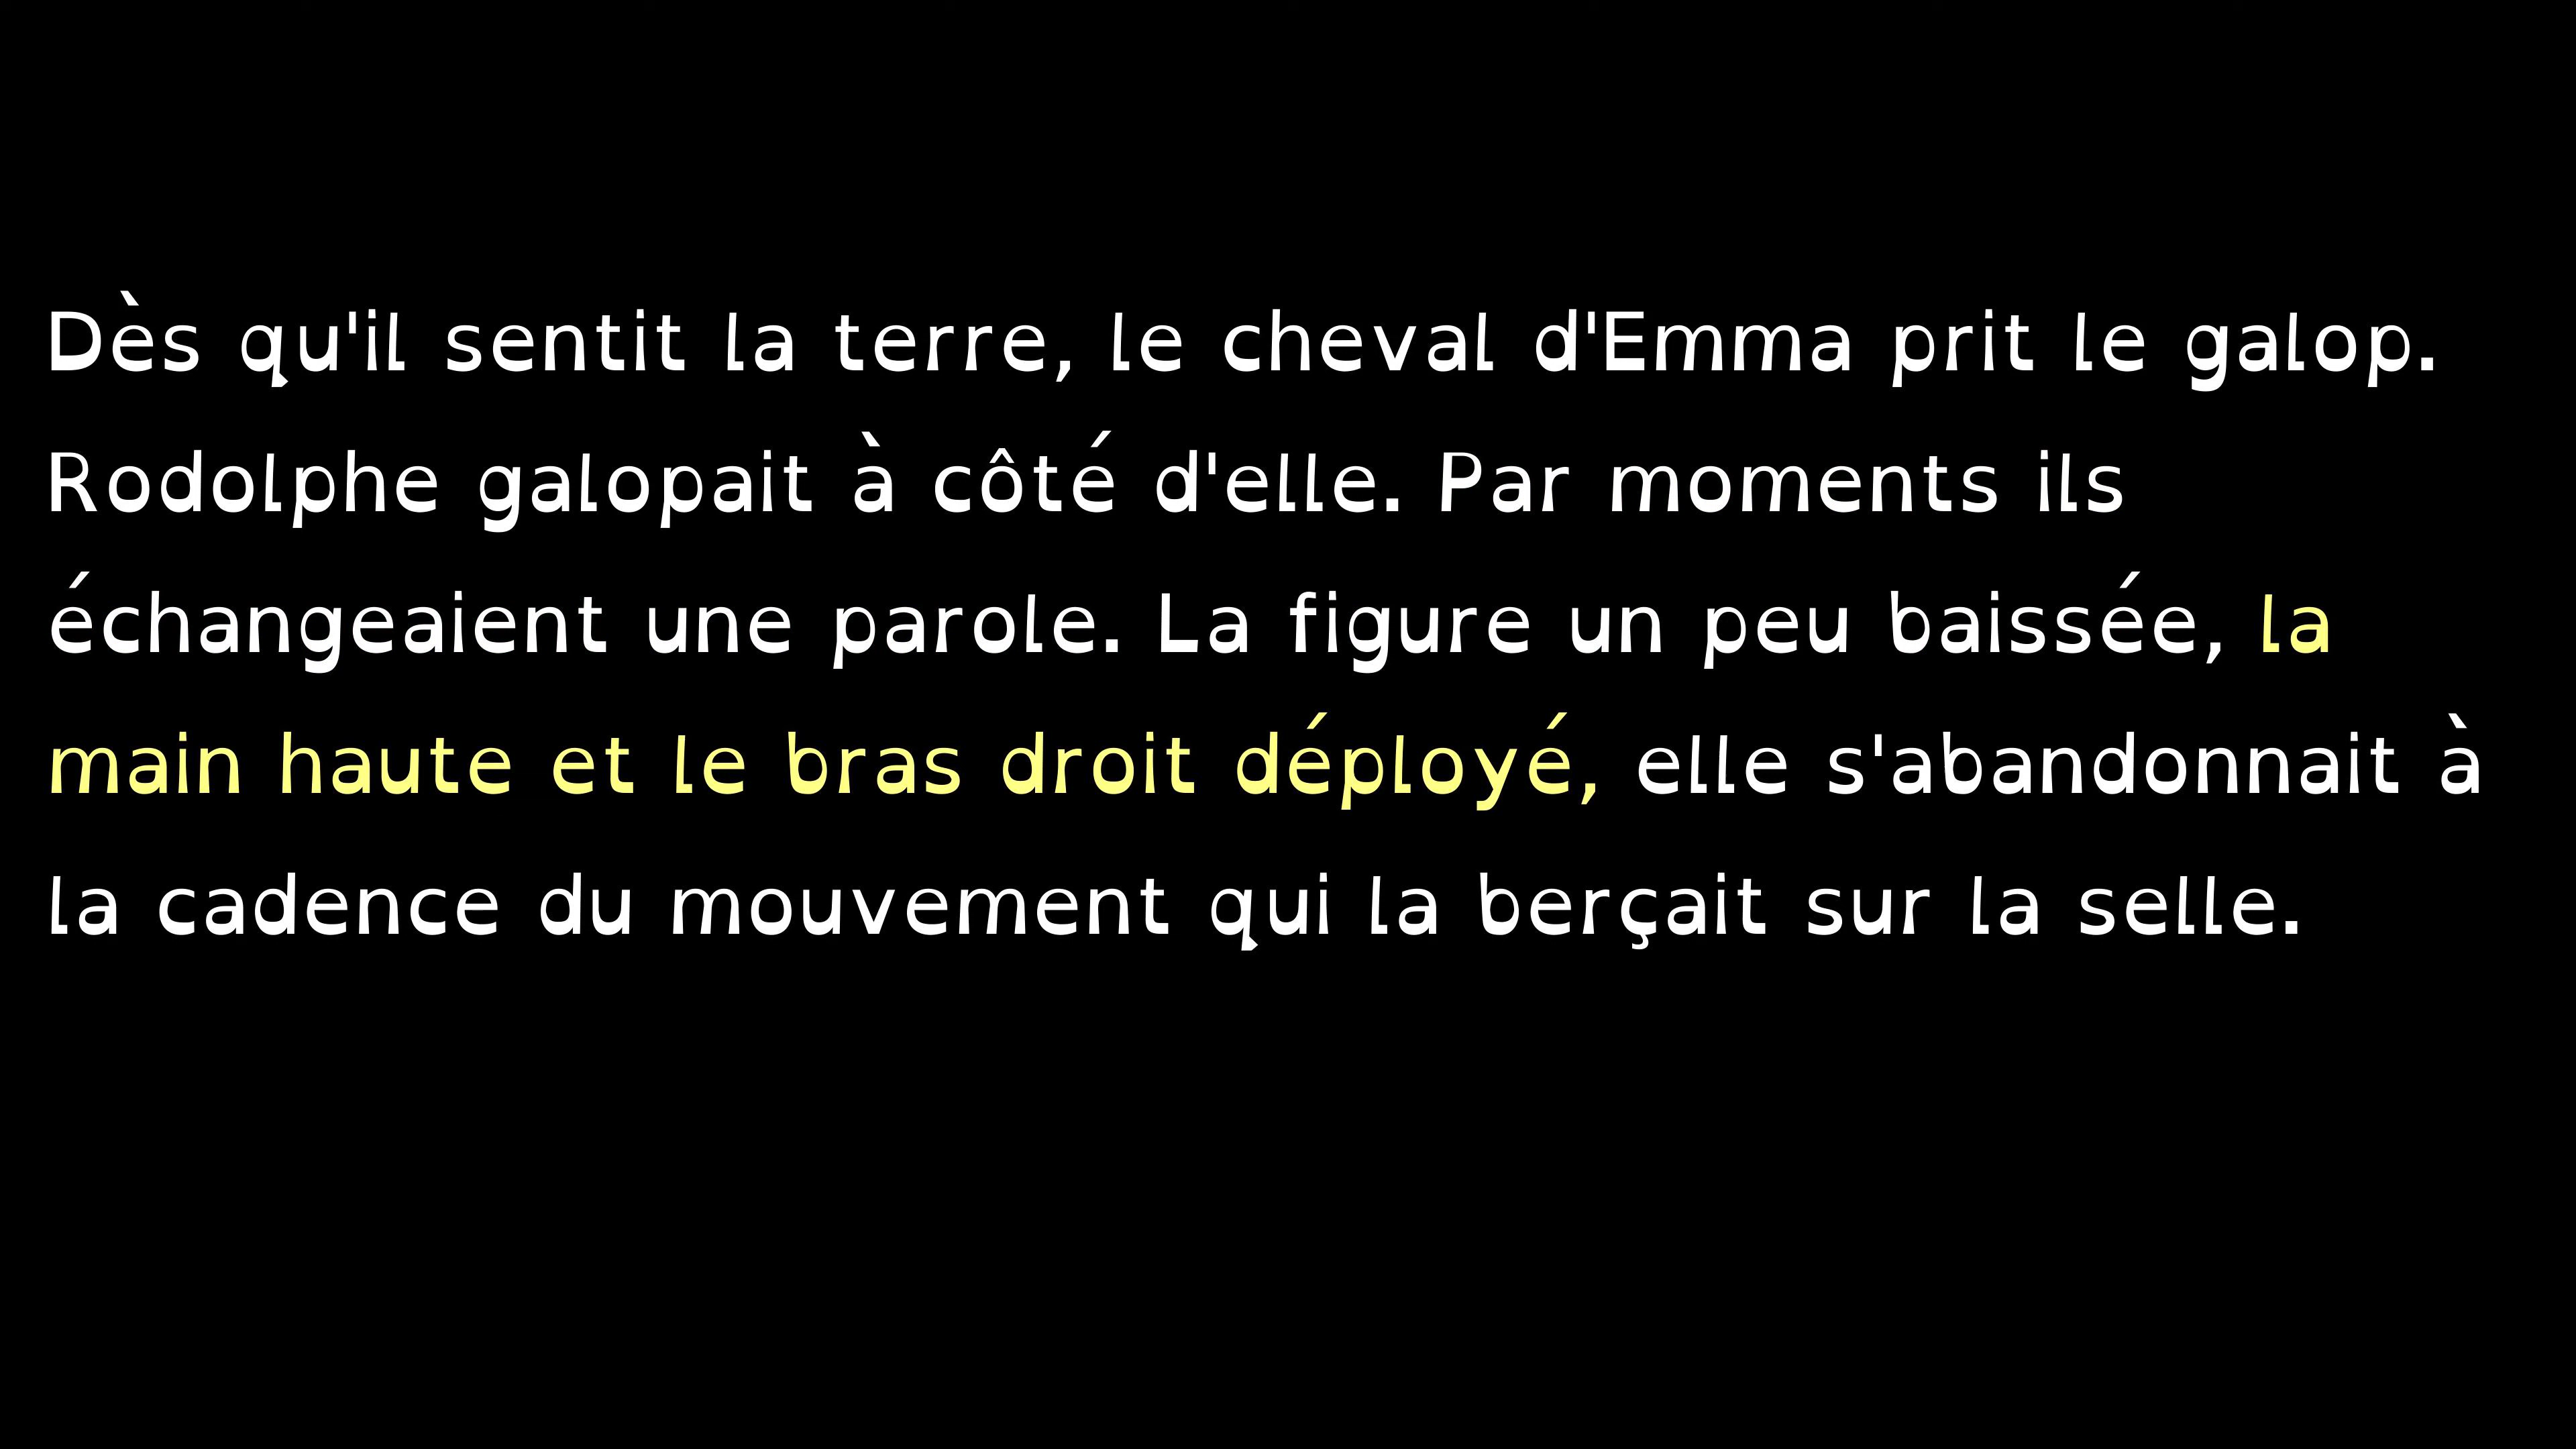 Dès qu'il sentit la terre, le cheval d'Emma prit le galop.
Rodolphe galopait à côté d'elle. Par moments ils
échangeaient une parole. La figure un peu baissée, la
main haute et le bras droit déployé, elle s'abandonnait à
la cadence du mouvement qui la berçait sur la selle.